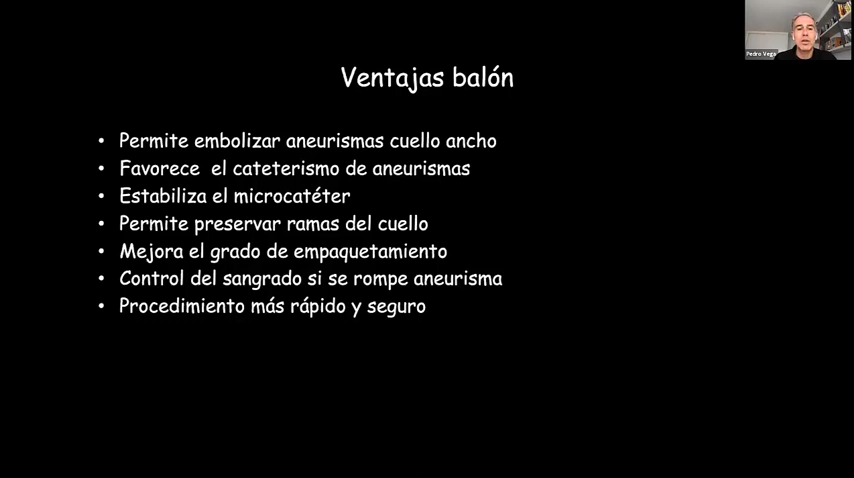 Pedro Vega
Ventajas balón
• Permite embolizar aneurismas cuello ancho
• Favorece el cateterismo de aneurismas
• Estabiliza el microcatéter
• Permite preservar ramas del cuello
• Mejora el grado de empaquetamiento
• Control del sangrado si se rompe aneurisma
• Procedimiento más rápido y seguro